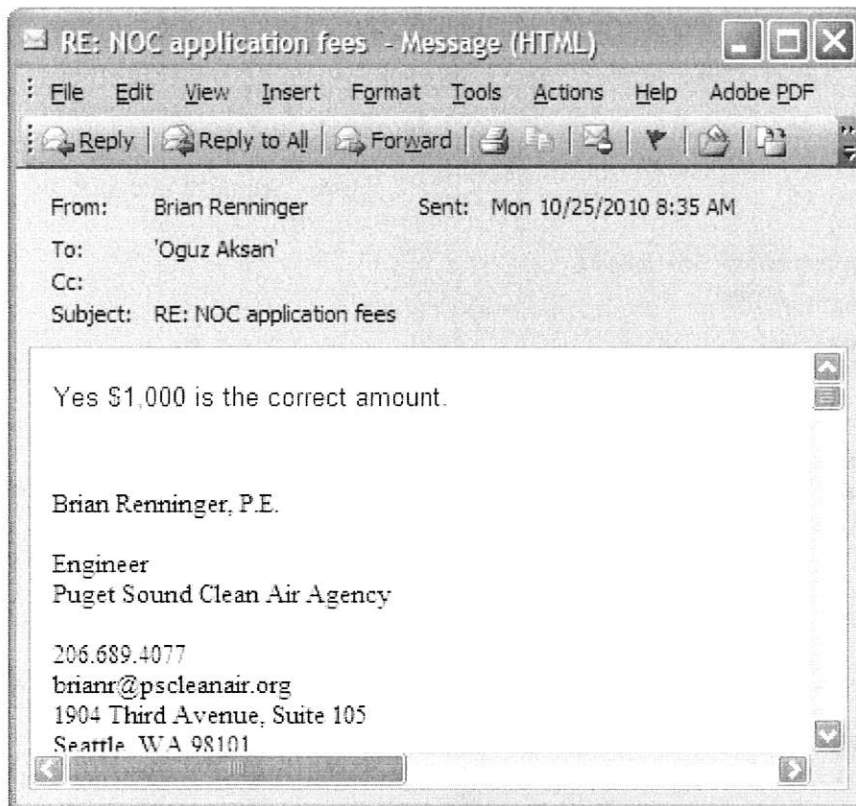 RE: NOC application fees - Message (HTML)
File Edit View Insert Format Tools Actions Help Adobe PDF
Reply Reply to All Forward
From: Brian Renninger Sent: Mon 10/25/2010 8:35 AM
To: 'Oguz Aksan'
Cc:
Subject: RE: NOC application fees
Yes $1,000 is the correct amount.
Brian Renninger, P.E.
Engineer
Puget Sound Clean Air Agency
206.689.4077
brianr@pscleanair.org
1904 Third Avenue, Suite 105
Seattle, WA 98101